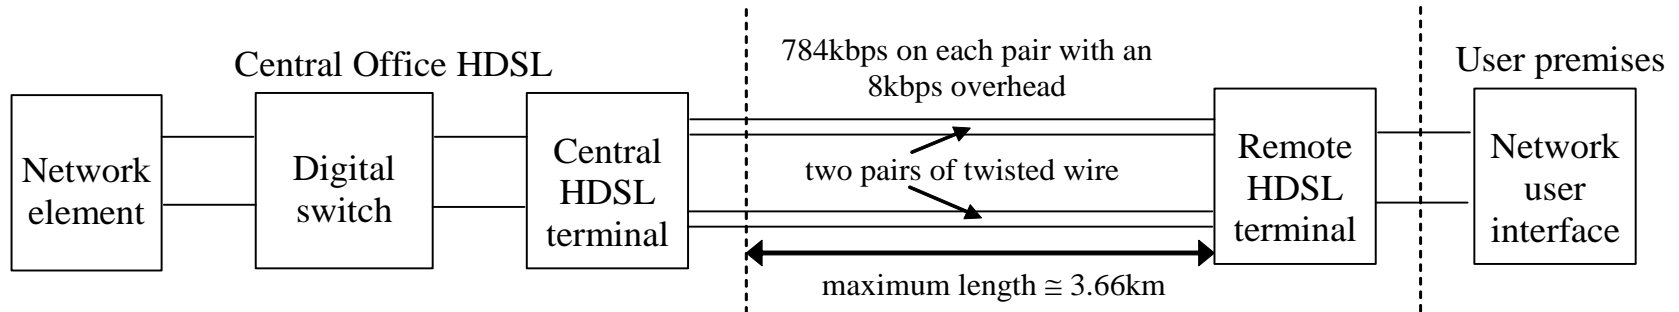 Central Office HDSL
784kbps on each pair with an
8kbps overhead
User premises
Network
element
Digital
switch
Central
HDSL
terminal
two pairs of twisted wire
Remote
HDSL
terminal
Network
user
interface
maximum length ≅ 3.66km